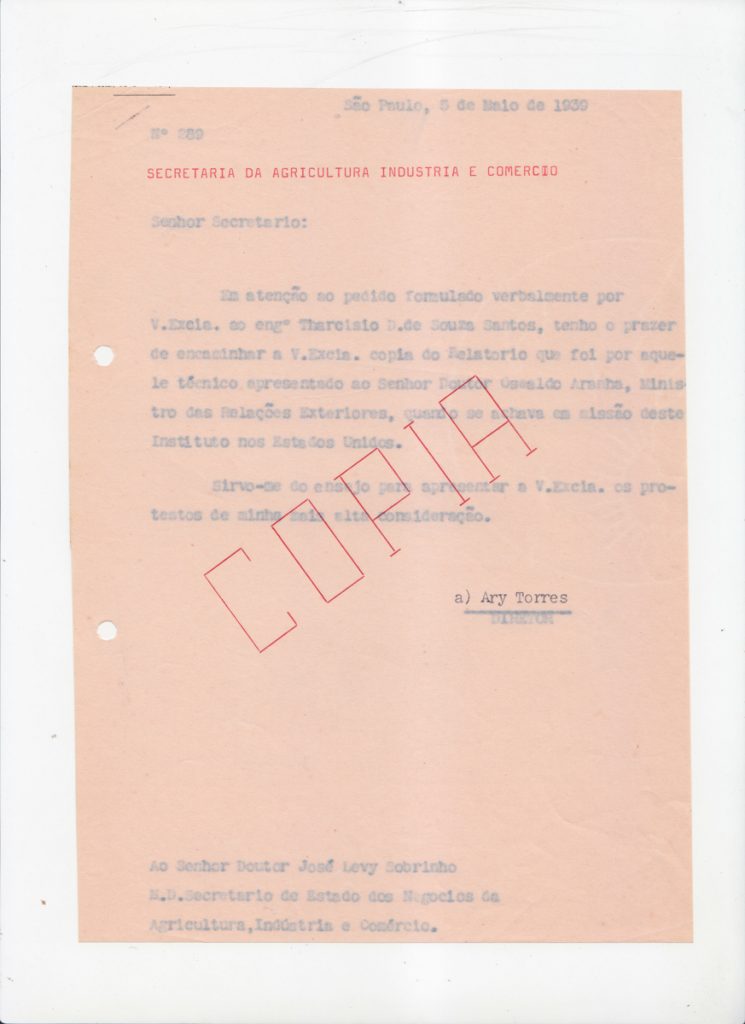 São Paulo, 5 de Maio de 1939
Nº 289
SECRETARIA DA AGRICULTURA INDUSTRIA E COMERCIO
Senhor Secretario:
Em atenção ao pedido formulado verbalmente por
V.Excia. ao engº Tharcisio D.de Souza Santos, tenho o prazer
de encaminhar a V.Excia. copia do Relatorio que foi por aque-
le técnico apresentado ao Senhor Doutor Oswaldo Aranha, Minis-
tro das Relações Exteriores, quando se achava em missão deste
Instituto nos Estados Unidos.
Sirvo-me do ensejo para apresentar a V.Excia. os pro-
testos de minha mais alta consideração.
COPIA
a) Ary Torres
DIRETOR
Ao Senhor Doutor José Levy Sobrinho
M.D.Secretario de Estado dos Negocios da
Agricultura,Indústria e Comércio.